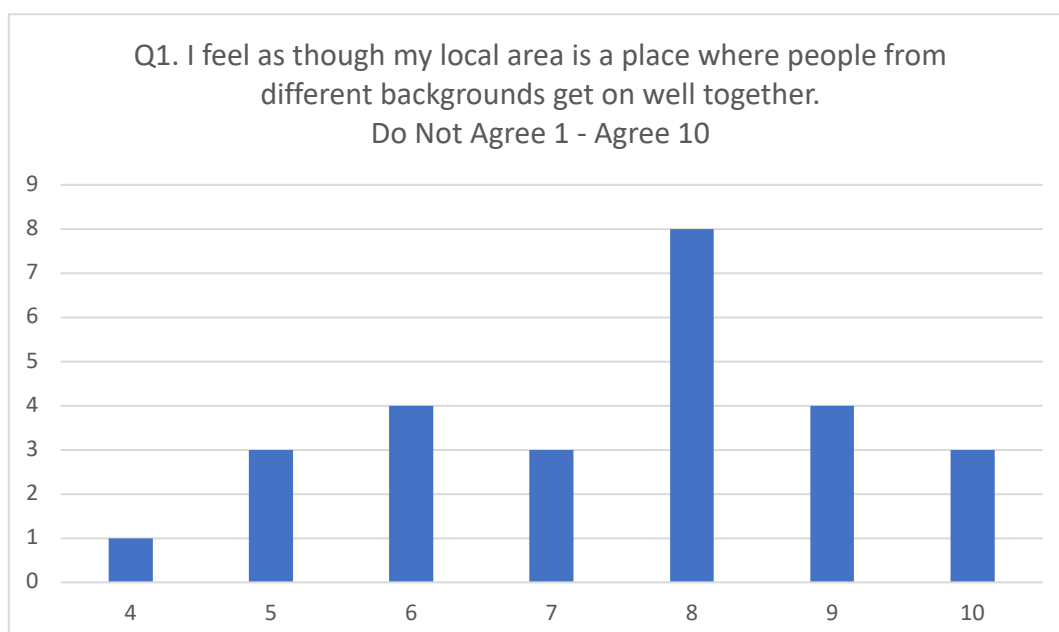 Q1. I feel as though my local area is a place where people from
different backgrounds get on well together.
Do Not Agree 1 - Agree 10
9
8
7
6
5
4
3
2
1
0
4 5 6 7 8 9 10